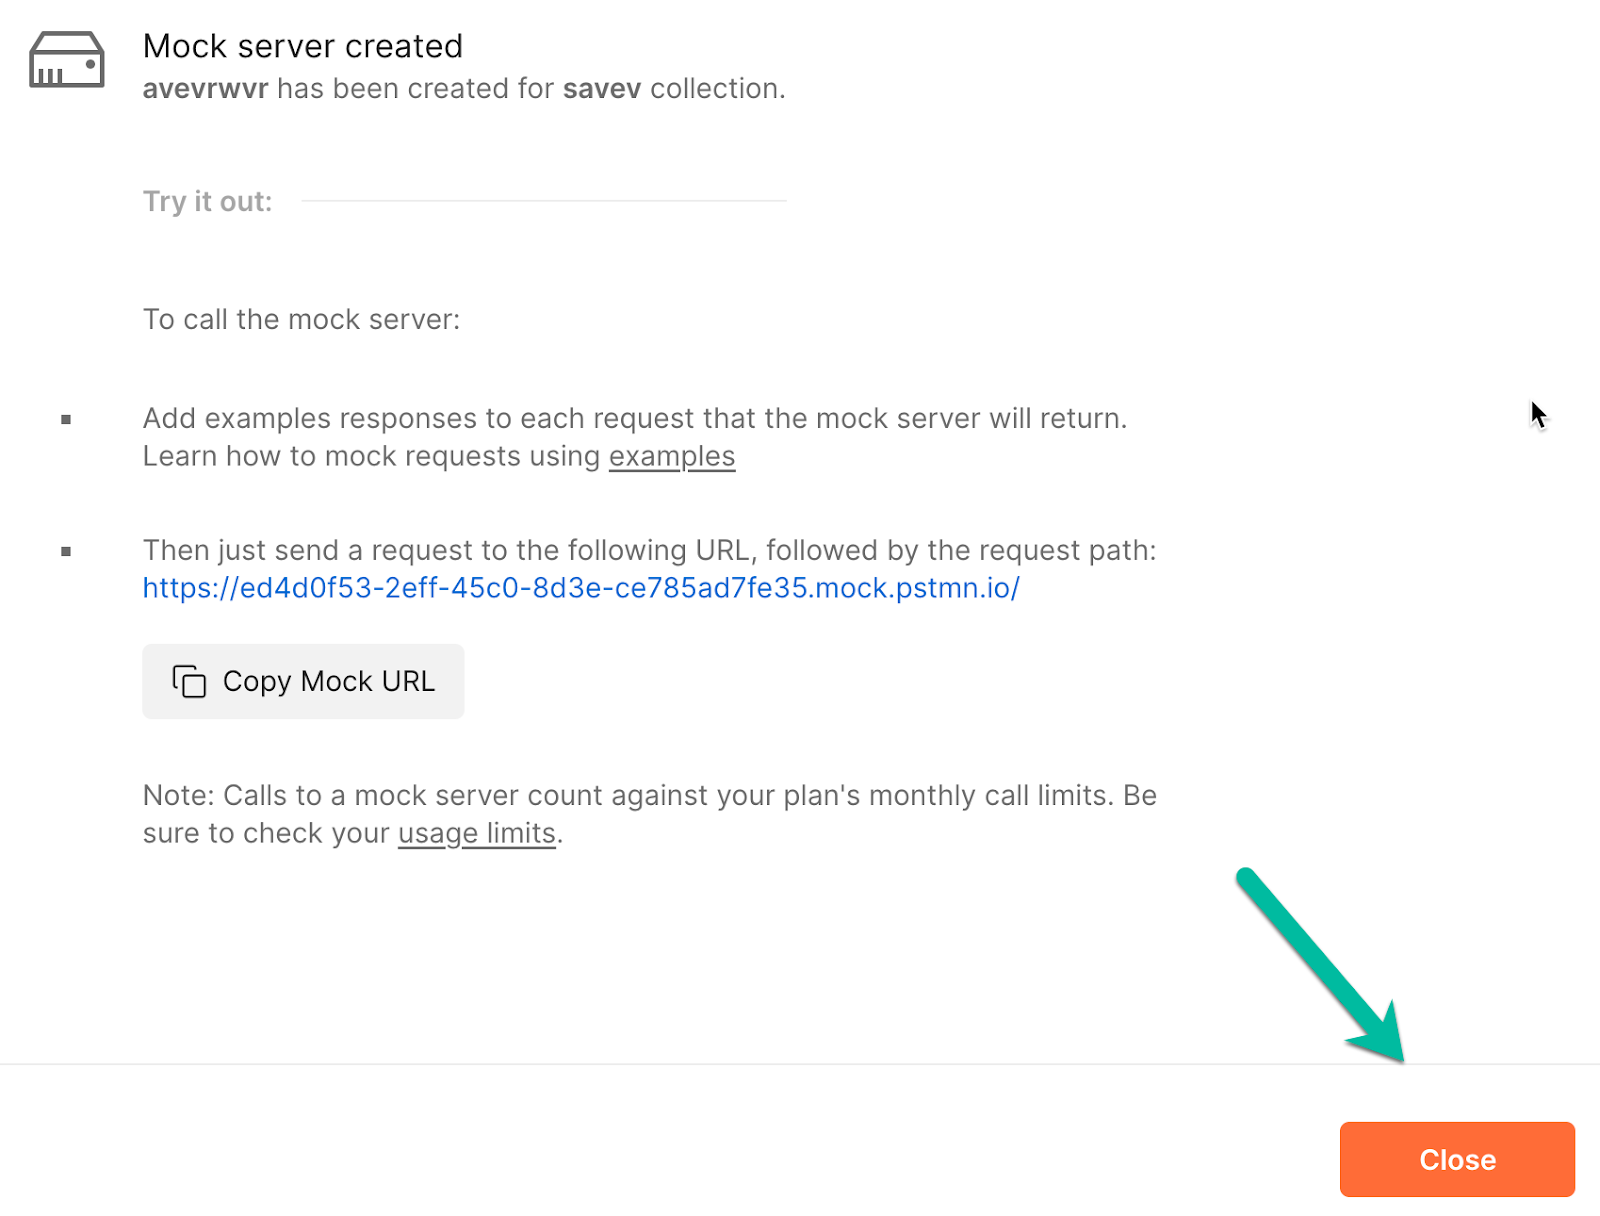 Mock server created
avevrwvr has been created for savev collection.
Try it out:
To call the mock server:
Add examples responses to each request that the mock server will return.
Learn how to mock requests using examples
Then just send a request to the following URL, followed by the request path:
https://ed4d0f53-2eff-45c0-8d3e-ce785ad7fe35.mock.pstmn.io/
Copy Mock URL
Note: Calls to a mock server count against your plan's monthly call limits. Be
sure to check your usage limits.
Close